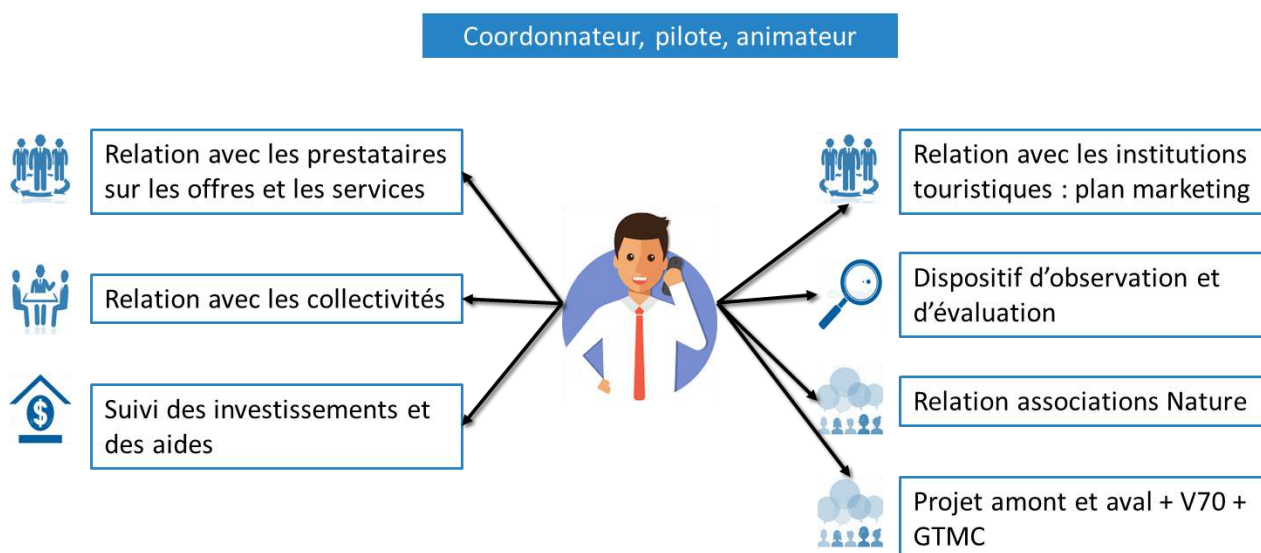 Coordonnateur, pilote, animateur
Relation avec les prestataires
sur les offres et les services
Relation avec les collectivités
Suivi des investissements et
des aides
Relation avec les institutions
touristiques : plan marketing
Dispositif d’observation et
d’évaluation
Relation associations Nature
Projet amont et aval + V70 +
GTMC